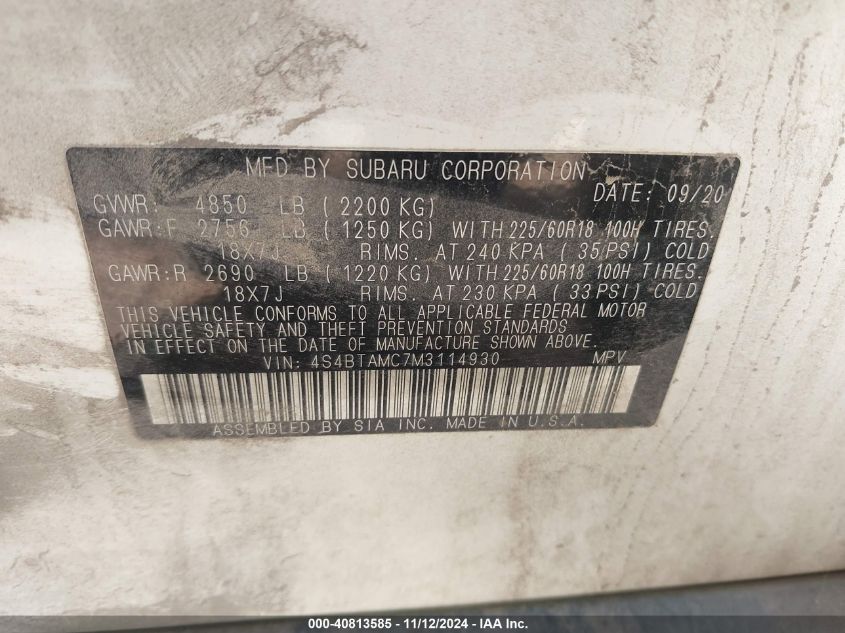 MFD BY SUBARU CORPORATION
DATE: 09/20
GVWR: 4850 LB ( 2200 KG)
GAWR:F 2756 LB ( 1250 KG) WITH 225/60R18 100H TIRES.
18X7J RIMS. AT 240 KPA ( 35/PSI) COLD
GAWR:R 2690 LB ( 1220 KG) WITH 225/60R18 100H TIRES.
18X7J RIMS. AT 230 KPA ( 33 PSI) COLD
THIS VEHICLE CONFORMS TO ALL APPLICABLE FEDERAL MOTOR
VEHICLE SAFETY AND THEFT PREVENTION STANDARDS
IN EFFECT ON THE DATE OF MANUFACTURE SHOWN ABOVE.
VIN: 4S4BTAMC7M3114930 MPV
ASSEMBLED BY SIA INC. MADE IN U.S.A.
000-40813585 - 11/12/2024 - IAA Inc.